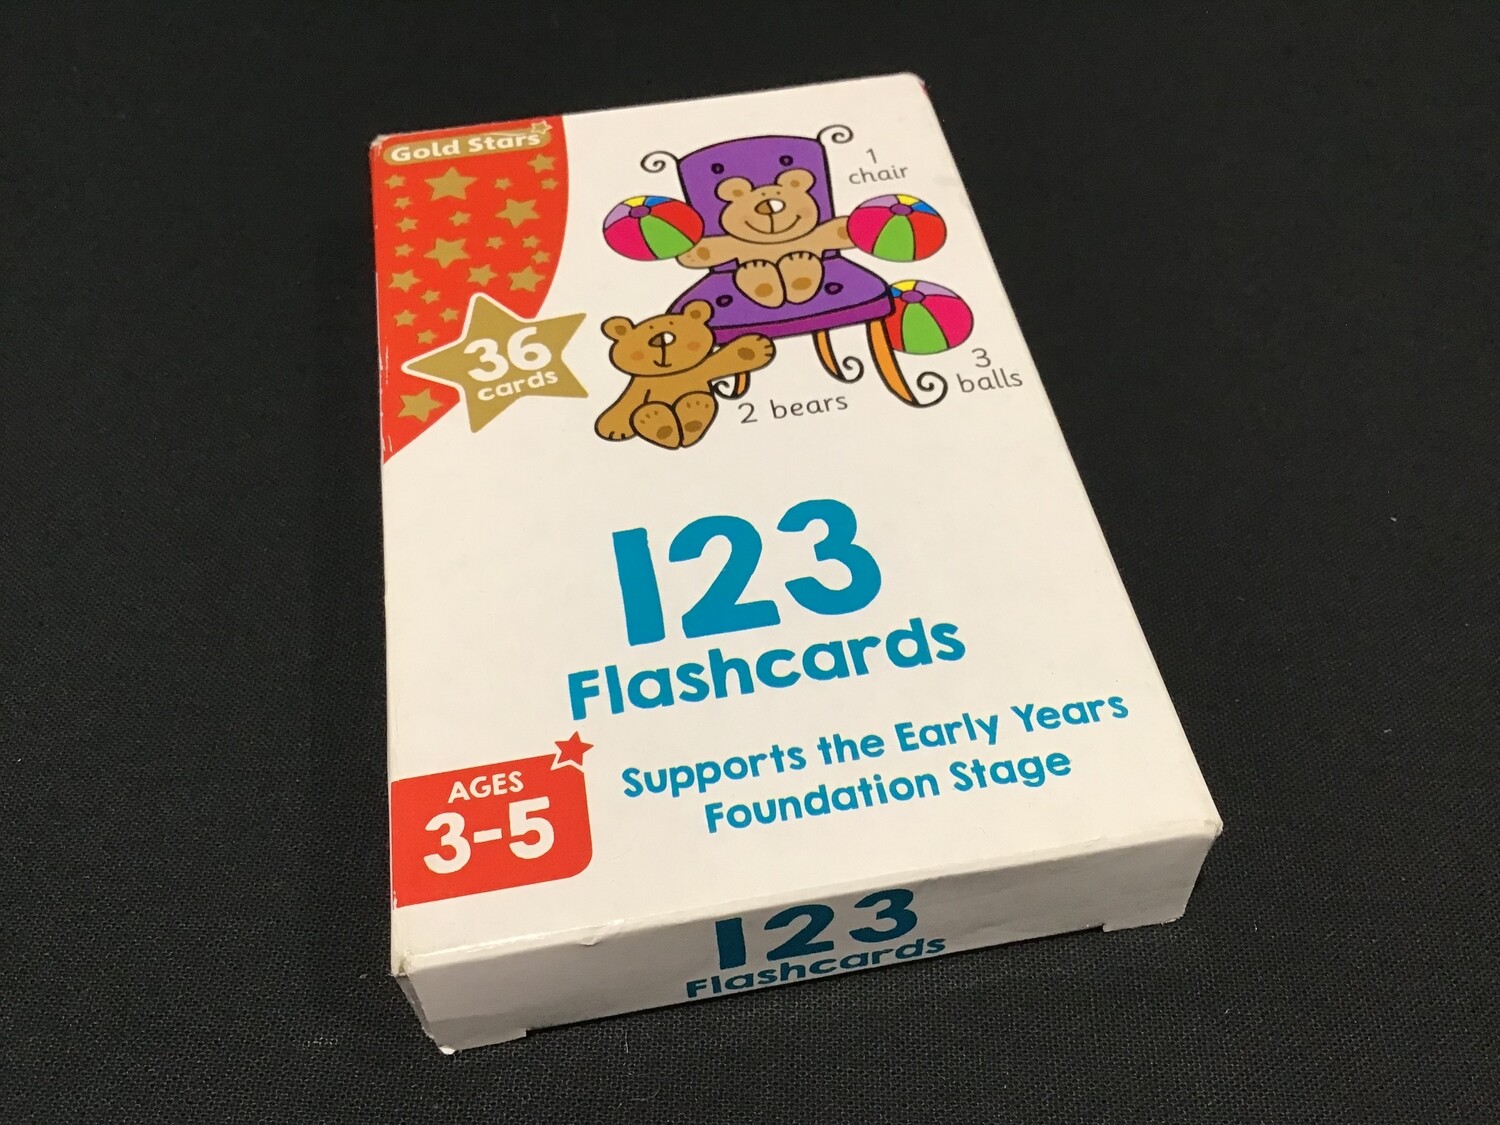 Gold Stars
36
cards
1
chair
3
balls
2 bears
123
Flashcards
Supports the Early Years
Foundation Stage
AGES
3-5
123
Flashcards